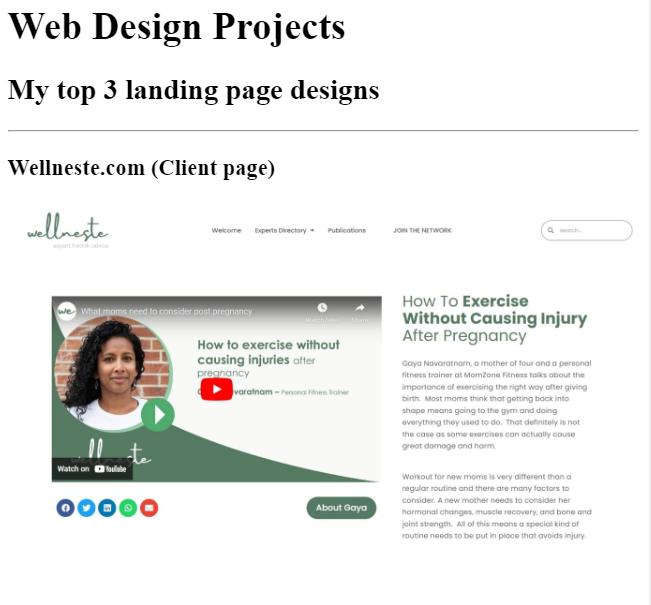 Web Design Projects
My top 3 landing page designs
Wellneste.com (Client page)
wellneste
expert health advice
Welcome Experts Directory Publications JOIN THE NETWORK search...
we What moms need to consider post pregnancy
How to exercise without
causing injuries after
pregnancy
varatnam – Personal Fitness Trainer
Watch on YouTube
About Gaya
How To Exercise
Without Causing Injury
After Pregnancy
Gaya Navaratnam, a mother of four and a personal
fitness trainer at MomZone Fitness talks about the
importance of exercising the right way after giving
birth. Most moms think that getting back into
shape means going to the gym and doing
everything they used to do. That definitely is not
the case as some exercises can actually cause
great damage and harm.
Workout for new moms is very different than a
regular routine and there are many factors to
consider. A new mother needs to consider her
hormonal changes, muscle recovery, and bone and
joint strength. All of this means a special kind of
routine needs to be put in place that avoids injury.